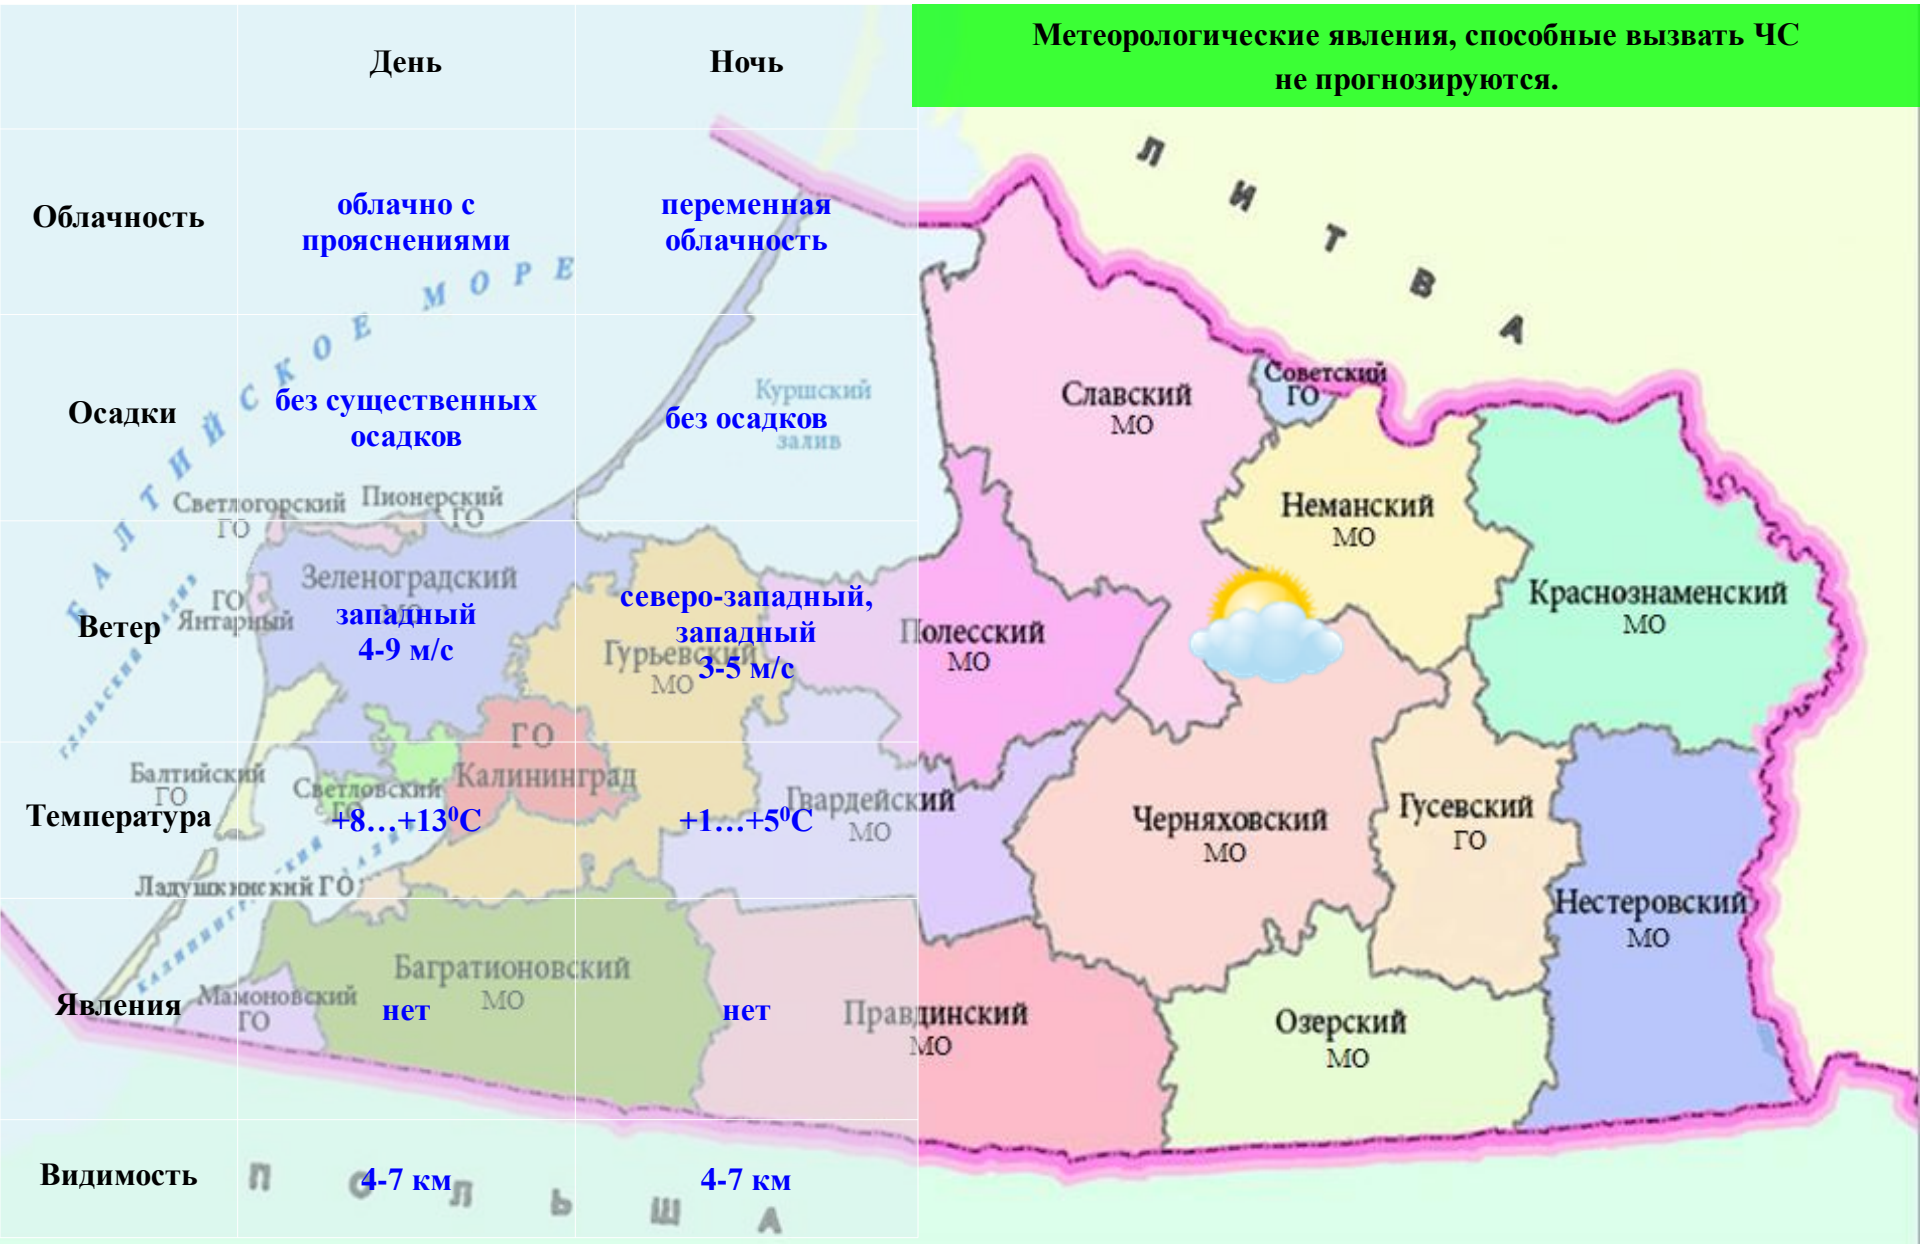 День
Ночь
Метеорологические явления, способные вызвать ЧС
не прогнозируются.
Облачность
облачно с
прояснениями
переменная
облачность
Осадки
без существенных
осадков
без осадков
Ветер
западный
4-9 м/с
северо-западный,
западный
3-5 м/с
Температура
+8…+13⁰С
+1…+5⁰С
Явления
нет
нет
Видимость
4-7 км
4-7 км
БАЛТИЙСКОЕ МОРЕ
ЛИТВА
ПОЛЬША
Куршский
залив
Светлогорский
ГО
Пионерский
ГО
Зеленоградский
МО
ГО
Янтарный
Гурьевский
МО
ГО
Калининград
Балтийский
ГО
Светловский
ГО
Ладушкинский ГО
Мамоновский
ГО
Багратионовский
МО
Гвардейский
МО
Полесский
МО
Славский
МО
Советский
ГО
Неманский
МО
Краснознаменский
МО
Черняховский
МО
Гусевский
ГО
Нестеровский
МО
Озерский
МО
Правдинский
МО